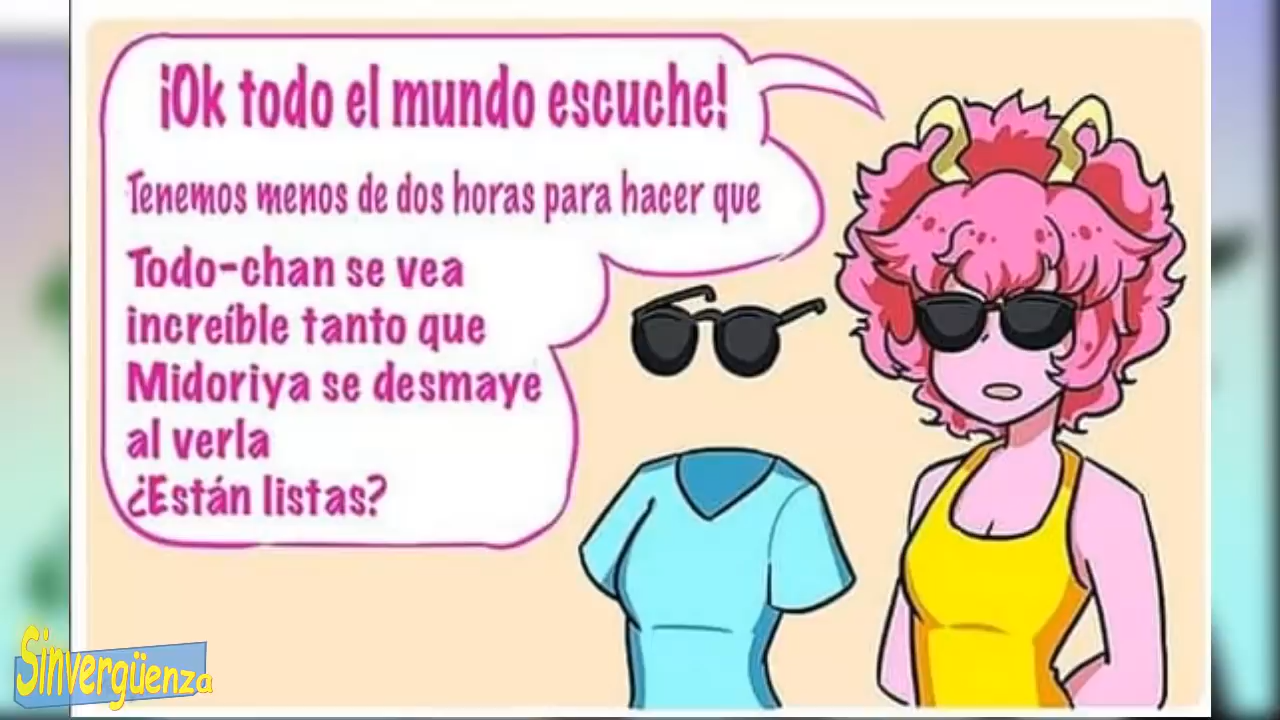 ¡Ok todo el mundo escuche!
Tenemos menos de dos horas para hacer que
Todo-chan se vea
increíble tanto que
Midoriya se desmaye
al verla
¿Están listas?
Sinvergüenza